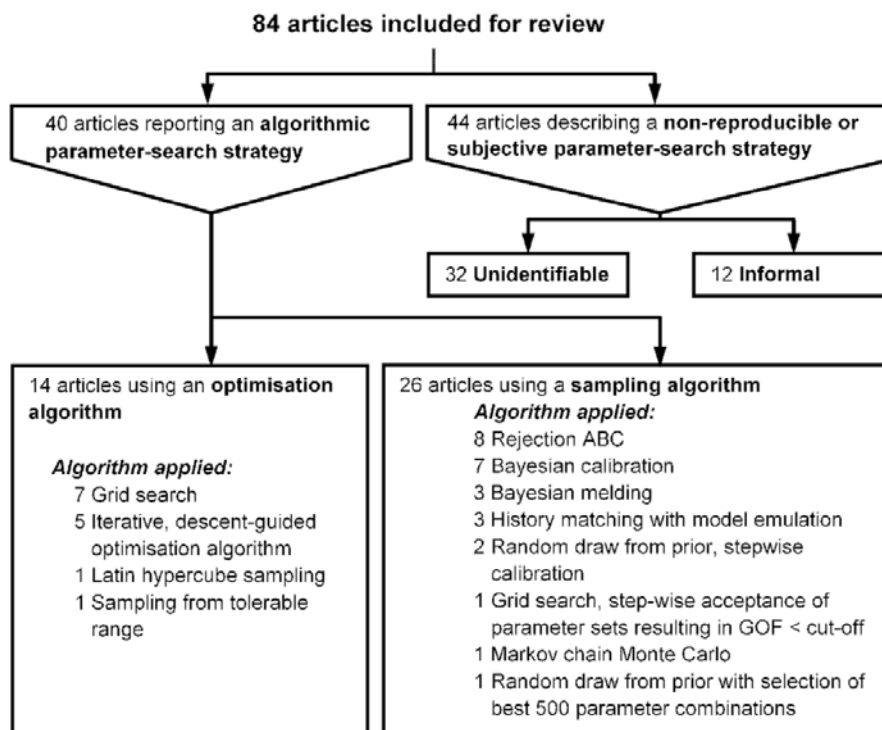 84 articles included for review
40 articles reporting an algorithmic
parameter-search strategy
44 articles describing a non-reproducible or
subjective parameter-search strategy
32 Unidentifiable
12 Informal
14 articles using an optimisation
algorithm
Algorithm applied:
7 Grid search
5 Iterative, descent-guided
optimisation algorithm
1 Latin hypercube sampling
1 Sampling from tolerable
range
26 articles using a sampling algorithm
Algorithm applied:
8 Rejection ABC
7 Bayesian calibration
3 Bayesian melding
3 History matching with model emulation
2 Random draw from prior, stepwise
calibration
1 Grid search, step-wise acceptance of
parameter sets resulting in GOF < cut-off
1 Markov chain Monte Carlo
1 Random draw from prior with selection of
best 500 parameter combinations